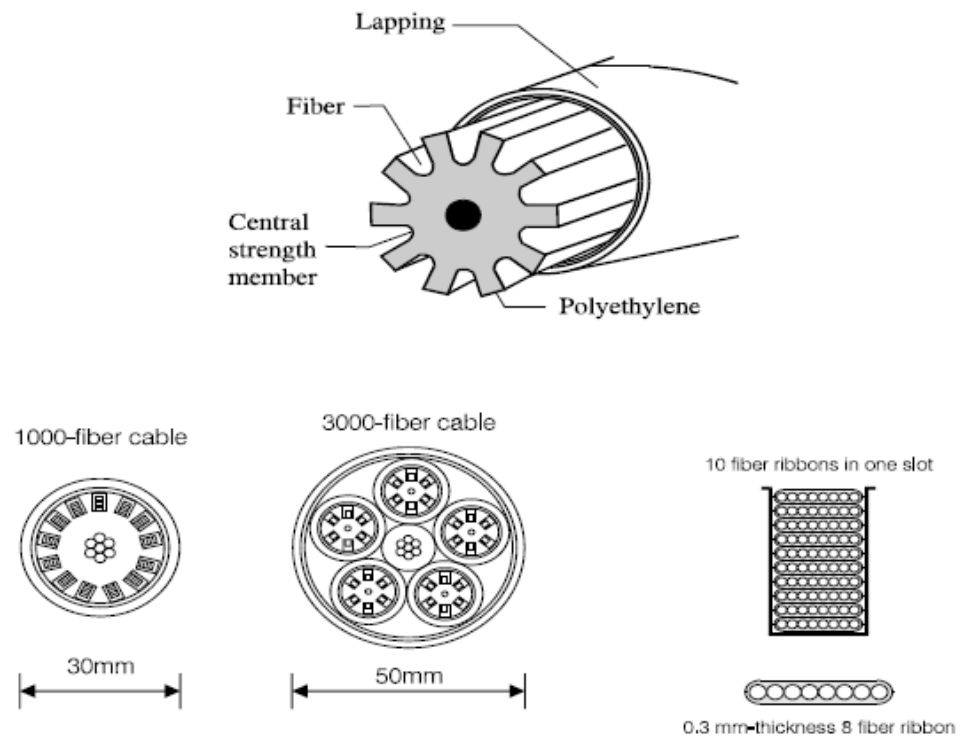 Lapping
Fiber
Central
strength
member
Polyethylene
1000-fiber cable
3000-fiber cable
10 fiber ribbons in one slot
30mm
50mm
0.3 mm-thickness 8 fiber ribbon